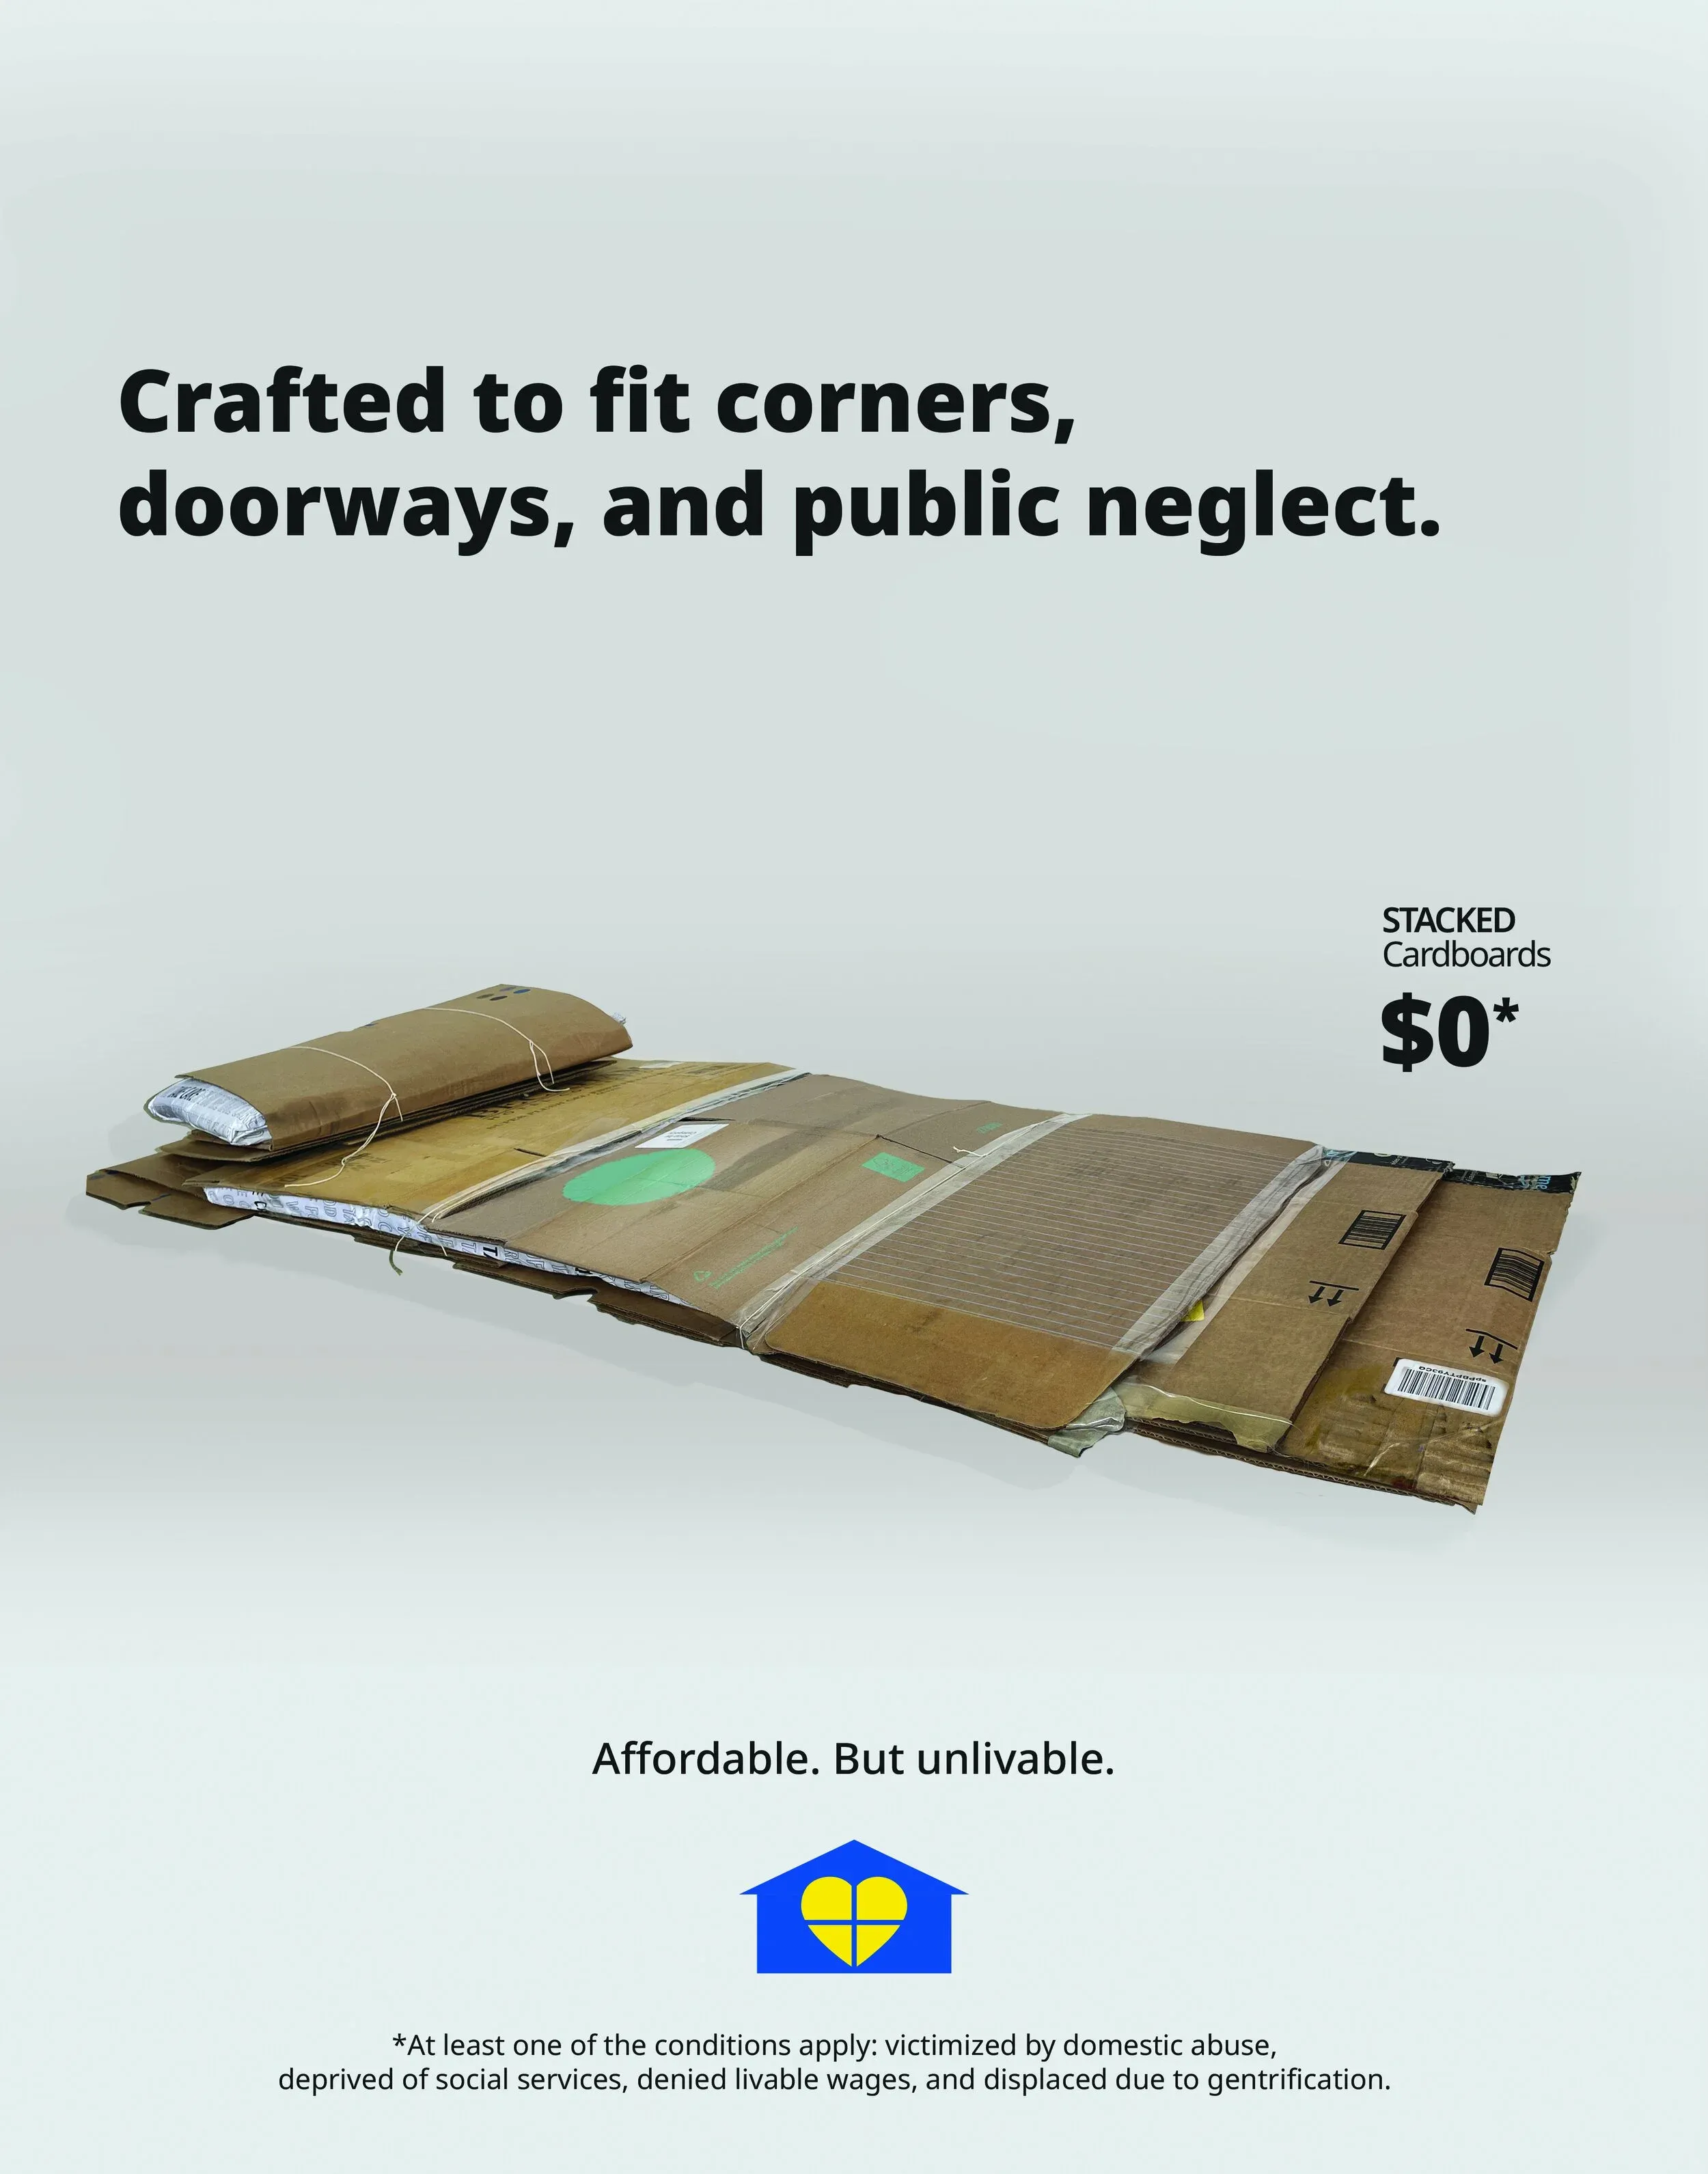 Crafted to fit corners,
doorways, and public neglect.
STACKED
Cardboards
$0*
Affordable. But unlivable.
*At least one of the conditions apply: victimized by domestic abuse,
deprived of social services, denied livable wages, and displaced due to gentrification.